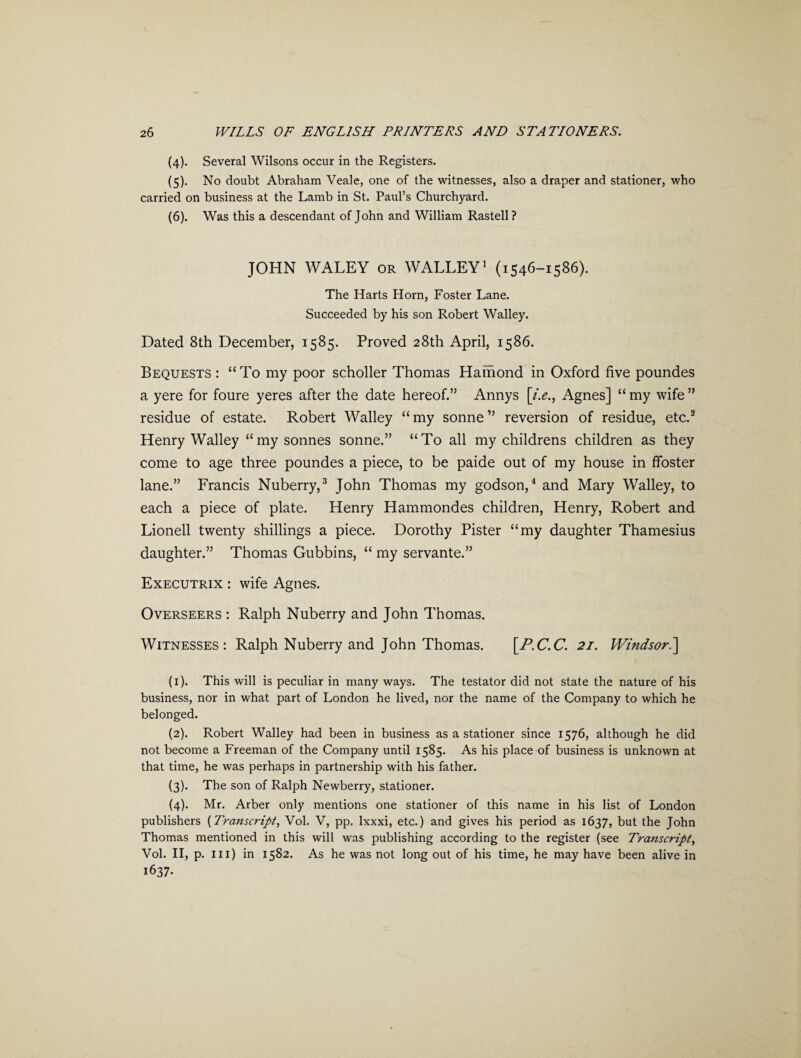 26 WILLS OF ENGLISH PRINTERS AND STATIONERS.
(4). Several Wilsons occur in the Registers.
(5). No doubt Abraham Veale, one of the witnesses, also a draper and stationer, who
carried on business at the Lamb in St. Paul’s Churchyard.
(6). Was this a descendant of John and William Rastell?
JOHN WALEY OR WALLEY¹ (1546-1586).
The Harts Horn, Foster Lane.
Succeeded by his son Robert Walley.
Dated 8th December, 1585. Proved 28th April, 1586.
BEQUESTS : “To my poor scholler Thomas Ham̄ond in Oxford five poundes
a yere for foure yeres after the date hereof.” Annys [i.e., Agnes] “my wife”
residue of estate. Robert Walley “my sonne” reversion of residue, etc.²
Henry Walley “my sonnes sonne.” “To all my childrens children as they
come to age three poundes a piece, to be paide out of my house in ffoster
lane.” Francis Nuberry,³ John Thomas my godson,⁴ and Mary Walley, to
each a piece of plate. Henry Hammondes children, Henry, Robert and
Lionell twenty shillings a piece. Dorothy Pister “my daughter Thamesius
daughter.” Thomas Gubbins, “ my servante.”
EXECUTRIX : wife Agnes.
OVERSEERS : Ralph Nuberry and John Thomas.
WITNESSES : Ralph Nuberry and John Thomas. [P.C.C. 21. Windsor.]
(1). This will is peculiar in many ways. The testator did not state the nature of his
business, nor in what part of London he lived, nor the name of the Company to which he
belonged.
(2). Robert Walley had been in business as a stationer since 1576, although he did
not become a Freeman of the Company until 1585. As his place of business is unknown at
that time, he was perhaps in partnership with his father.
(3). The son of Ralph Newberry, stationer.
(4). Mr. Arber only mentions one stationer of this name in his list of London
publishers (Transcript, Vol. V, pp. lxxxi, etc.) and gives his period as 1637, but the John
Thomas mentioned in this will was publishing according to the register (see Transcript,
Vol. II, p. 111) in 1582. As he was not long out of his time, he may have been alive in
1637.